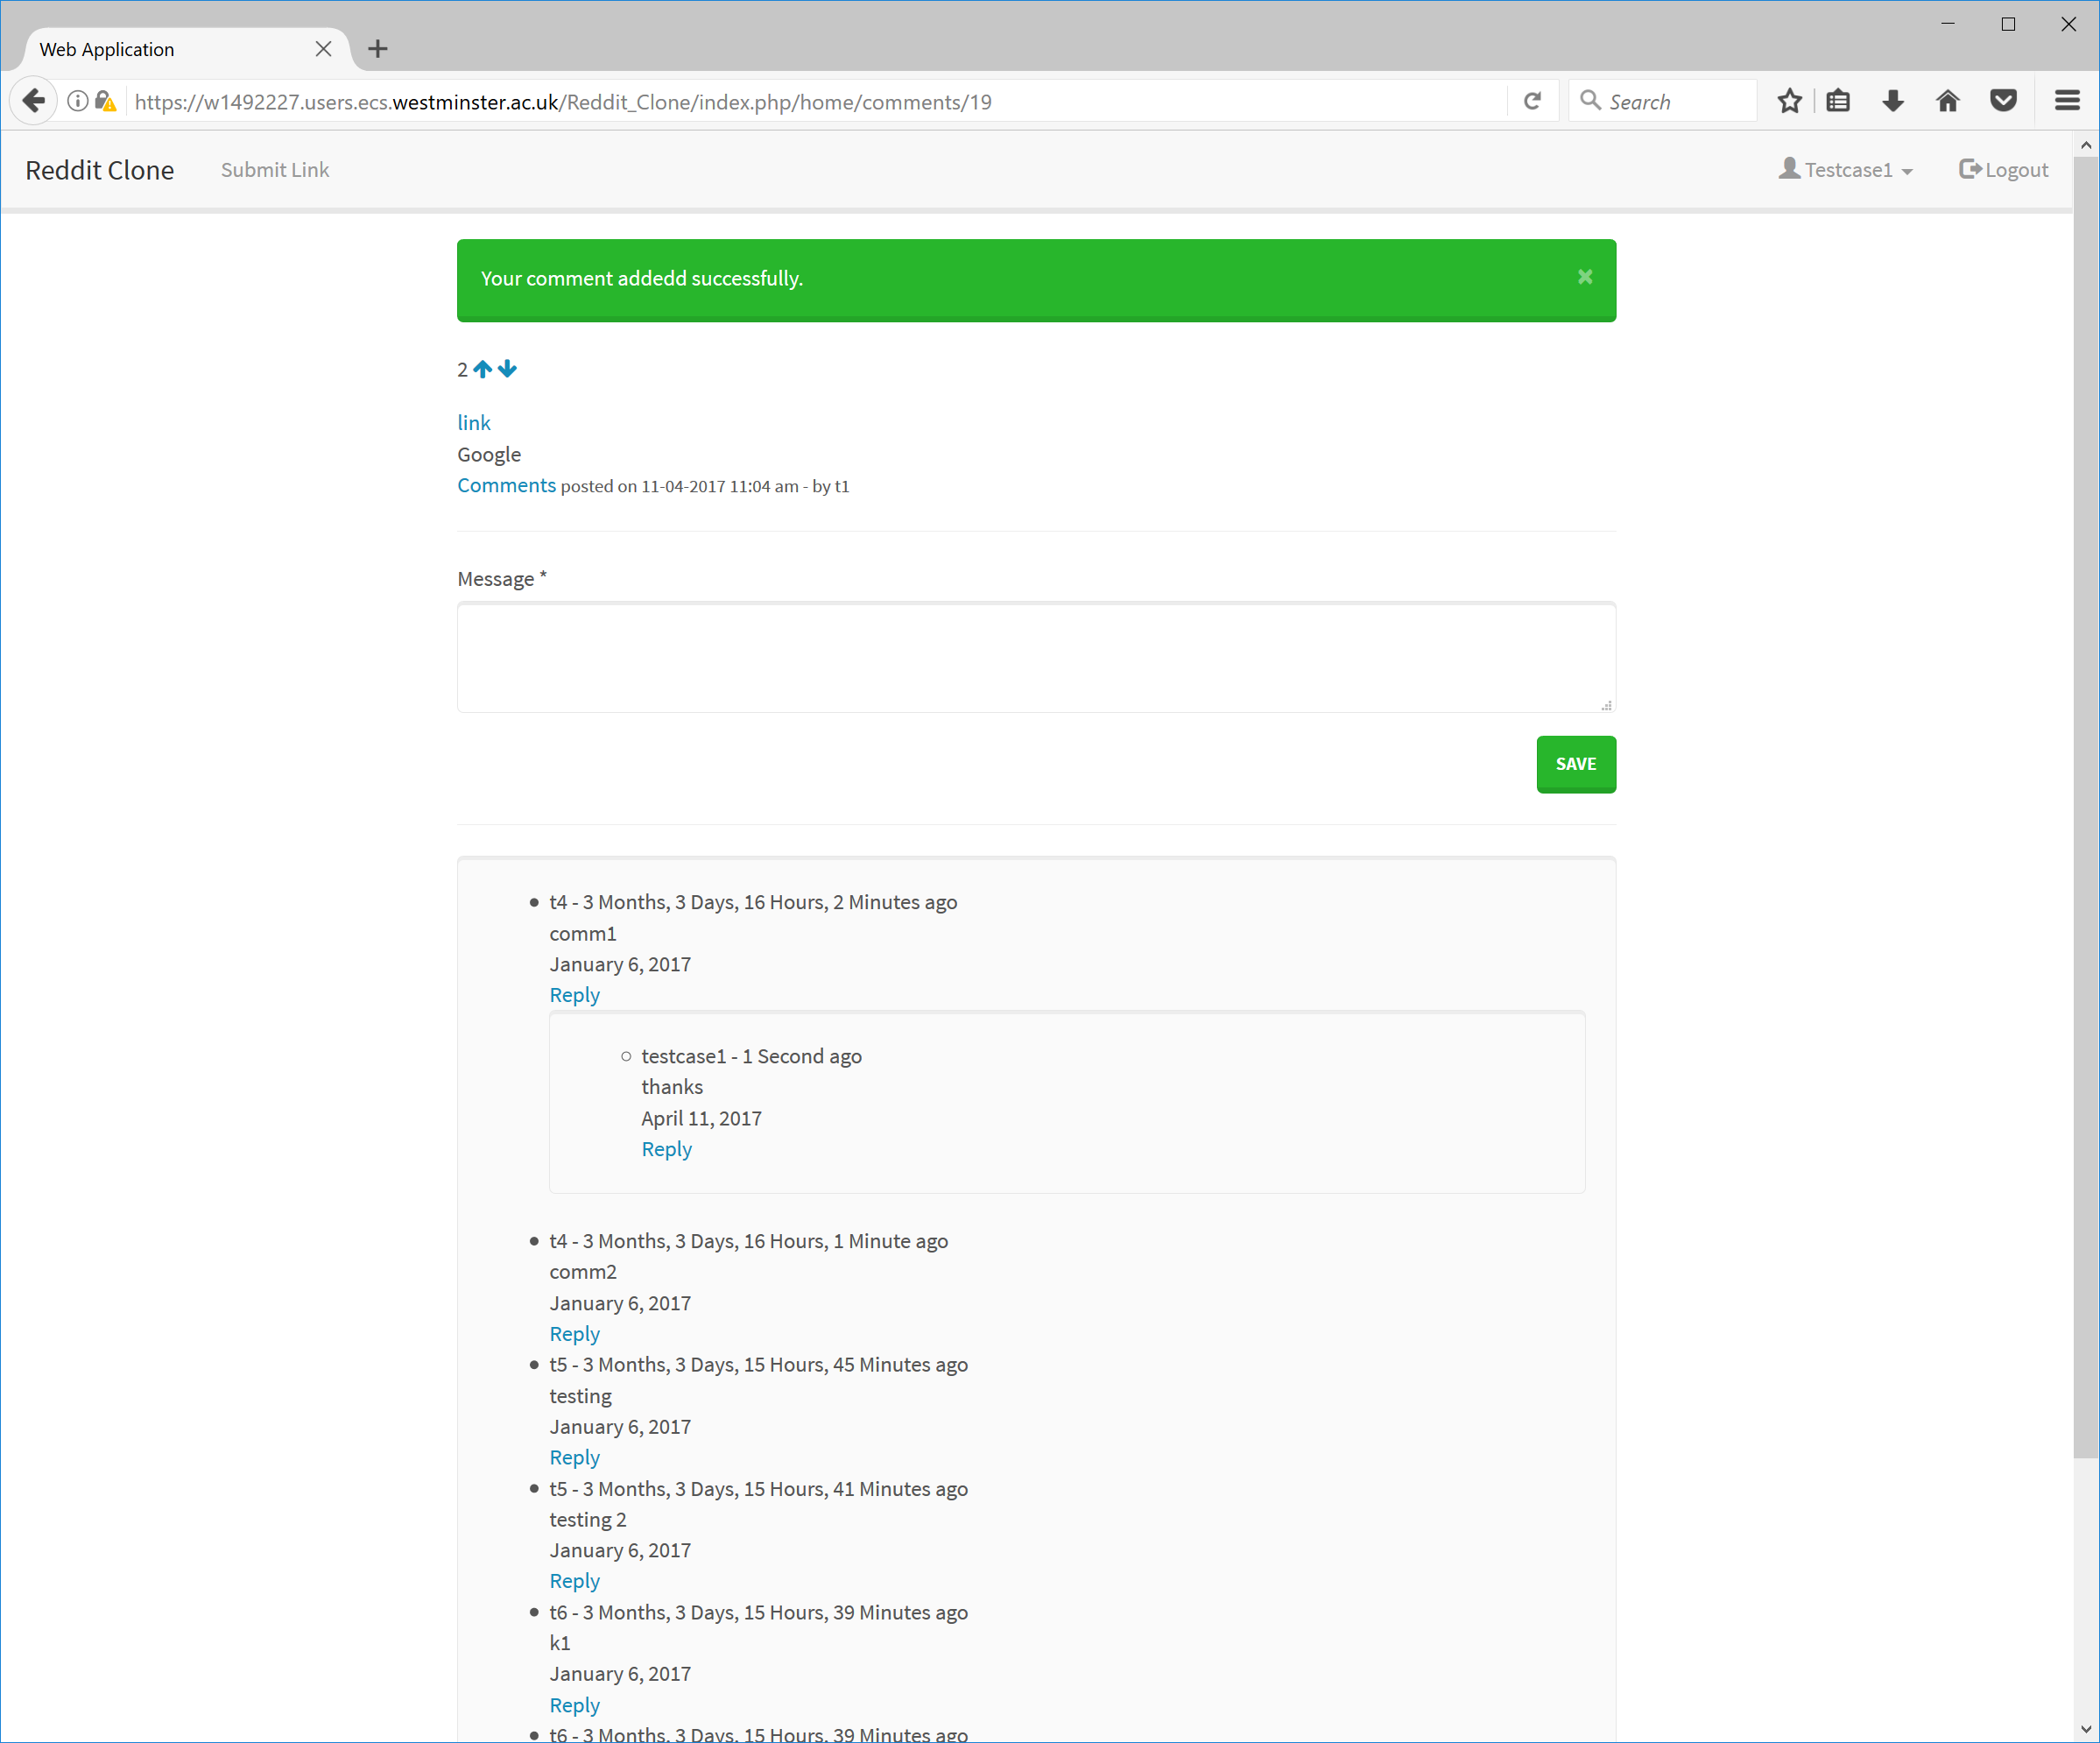 Web Application
https://w1492227.users.ecs.westminster.ac.uk/Reddit_Clone/index.php/home/comments/19
Search
Reddit Clone
Submit Link
Testcase1
Logout
Your comment addedd successfully.
2
link
Google
Comments posted on 11-04-2017 11:04 am - by t1
Message *
SAVE
t4 - 3 Months, 3 Days, 16 Hours, 2 Minutes ago
comm1
January 6, 2017
Reply
testcase1 - 1 Second ago
thanks
April 11, 2017
Reply
t4 - 3 Months, 3 Days, 16 Hours, 1 Minute ago
comm2
January 6, 2017
Reply
t5 - 3 Months, 3 Days, 15 Hours, 45 Minutes ago
testing
January 6, 2017
Reply
t5 - 3 Months, 3 Days, 15 Hours, 41 Minutes ago
testing 2
January 6, 2017
Reply
t6 - 3 Months, 3 Days, 15 Hours, 39 Minutes ago
k1
January 6, 2017
Reply
t6 - 3 Months, 3 Days, 15 Hours, 39 Minutes ago